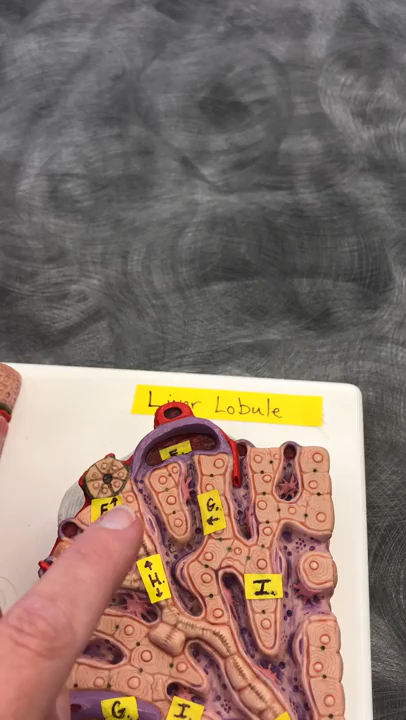 Liver Lobule
E.
F↑
G.
←
↑
H.
↓
I.
G.
I.